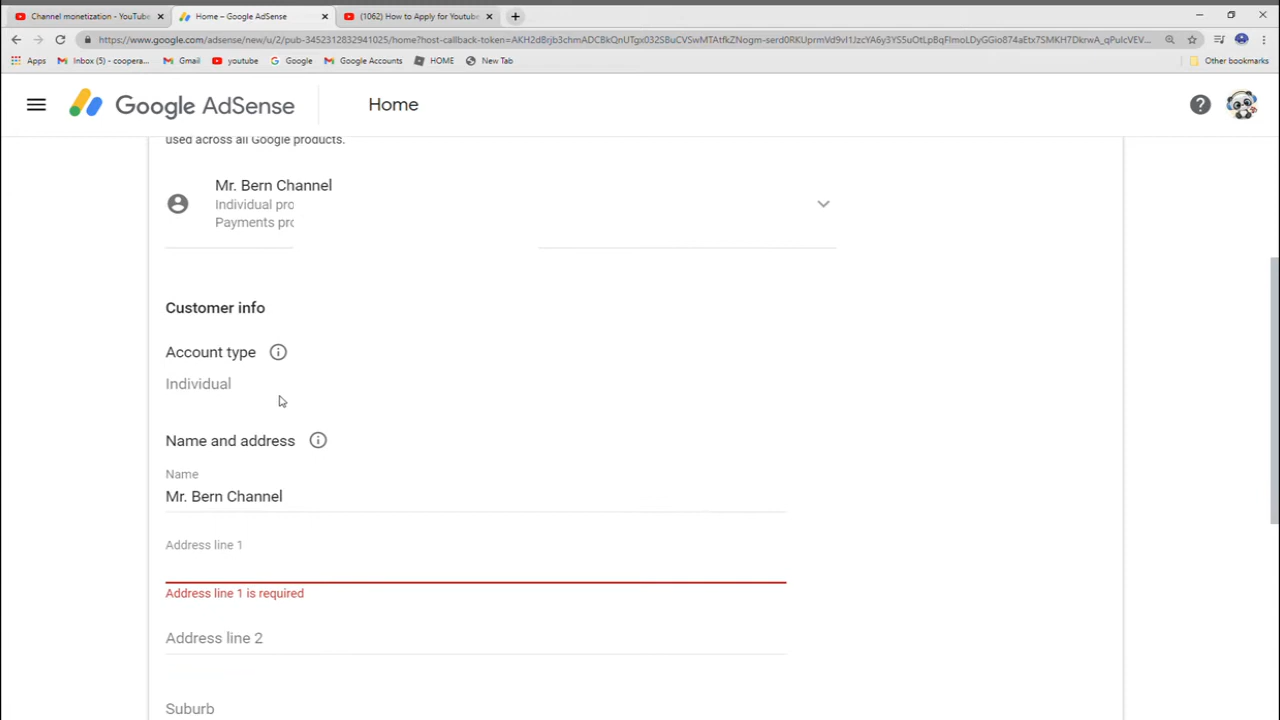 Channel monetization - YouTube
Home – Google AdSense
(1062) How to Apply for Youtube
https://www.google.com/adsense/new/u/2/pub-3452312832941025/home?host-callback-token=
Apps
Inbox (5) - coopera...
Gmail
youtube
Google
Google Accounts
HOME
New Tab
Other bookmarks
Google AdSense
Home
used across all Google products.
Mr. Bern Channel
Individual pro
Payments pro
Customer info
Account type
Individual
Name and address
Name
Mr. Bern Channel
Address line 1
Address line 1 is required
Address line 2
Suburb